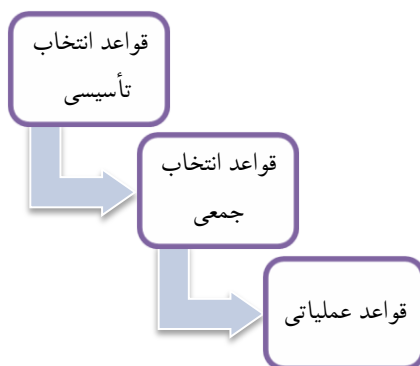 قواعد انتخاب
تأسیسی
قواعد انتخاب
جمعی
قواعد عملیاتی